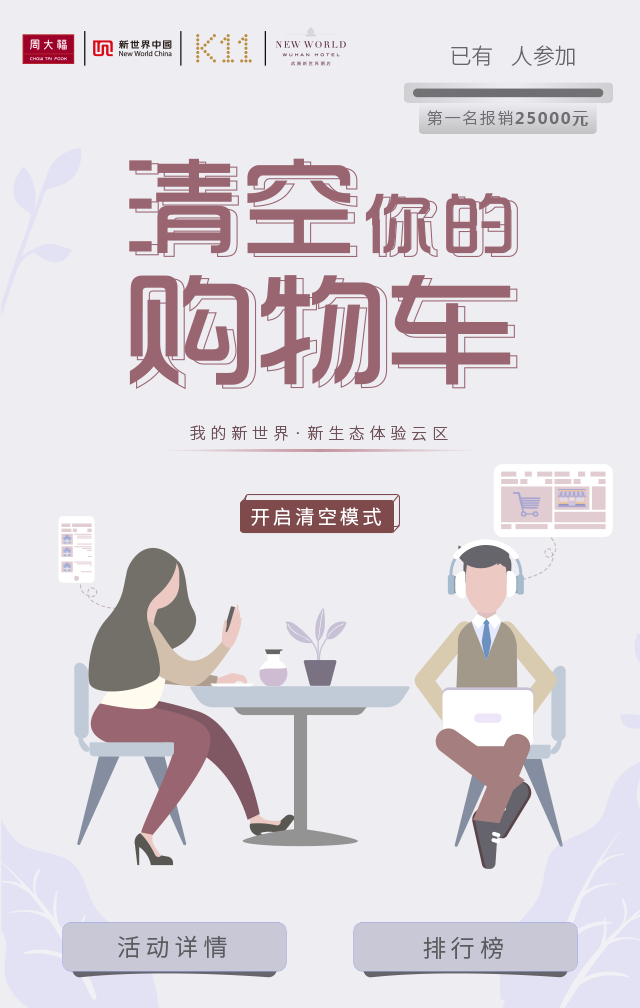 周大福
CHOW TAI FOOK
新世界中国
New World China
K11
NEW WORLD
WUHAN HOTEL
武汉新世界酒店
已有 人参加
第一名报销25000元
清空你的
购物车
我的新世界·新生态体验云区
开启清空模式
活动详情
排行榜